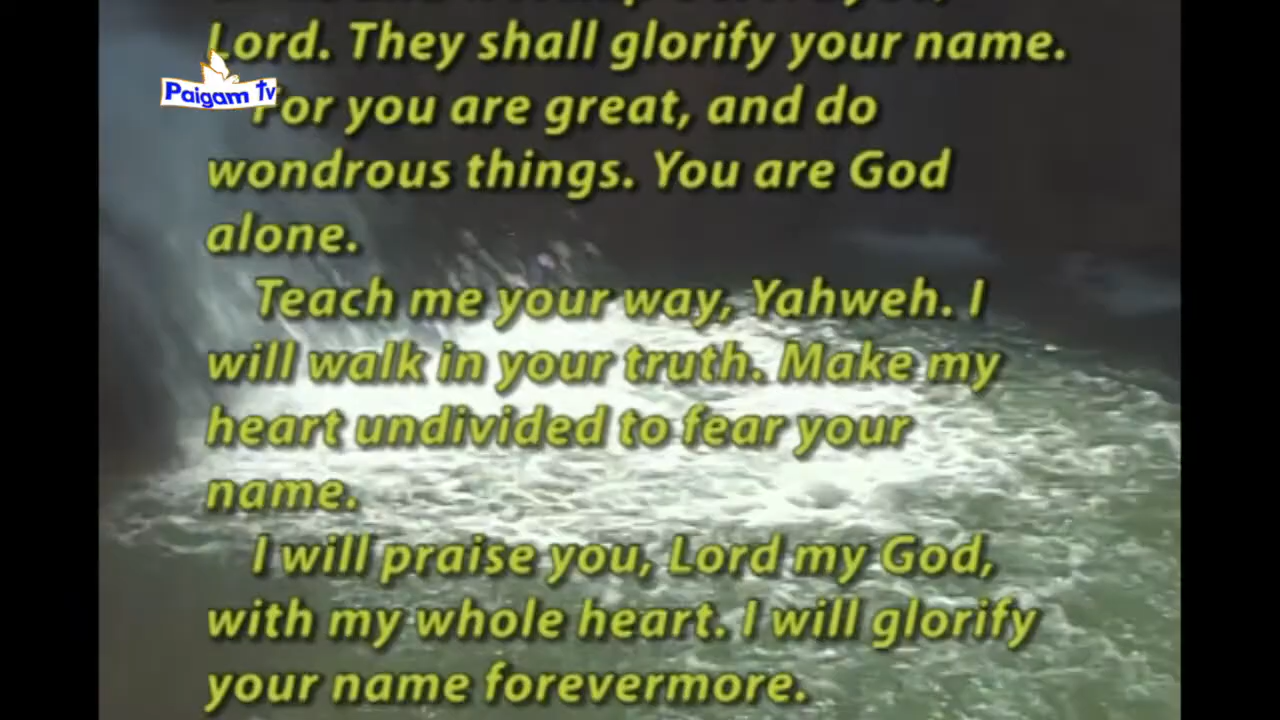 Lord. They shall glorify your name.
Paigam Tv
For you are great, and do
wondrous things. You are God
alone.
Teach me your way, Yahweh. I
will walk in your truth. Make my
heart undivided to fear your
name.
I will praise you, Lord my God,
with my whole heart. I will glorify
your name forevermore.